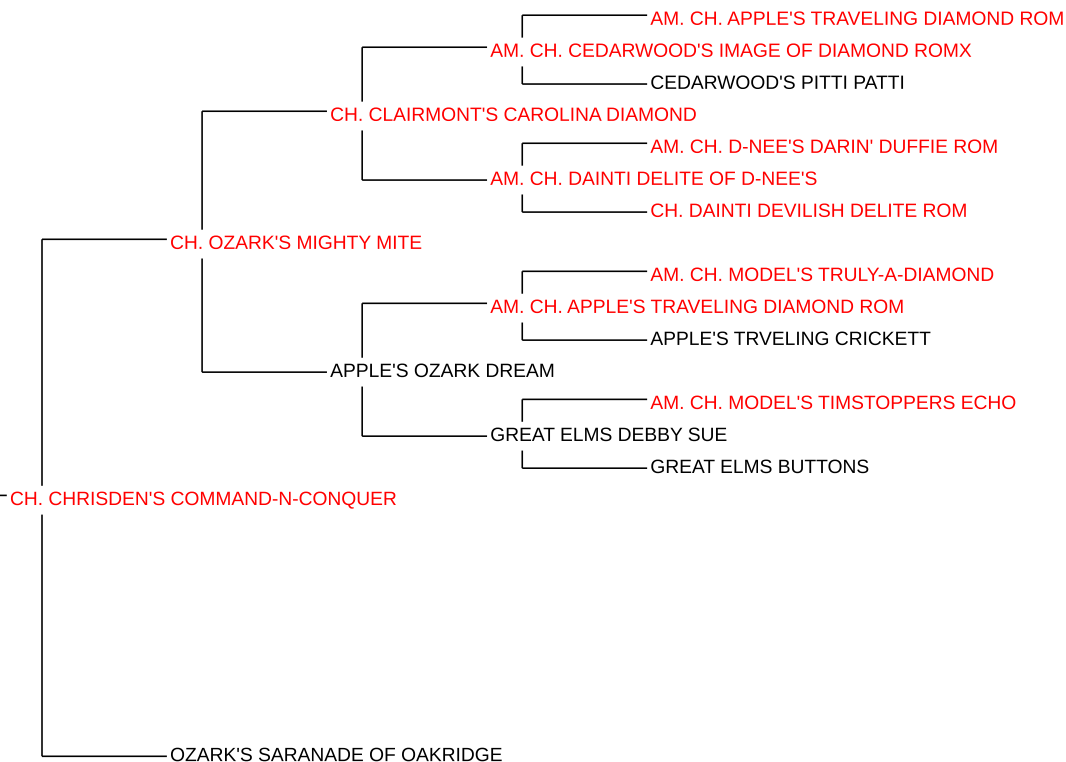 AM. CH. APPLE'S TRAVELING DIAMOND ROM
AM. CH. CEDARWOOD'S IMAGE OF DIAMOND ROMX
CEDARWOOD'S PITTI PATTI
CH. CLAIRMONT'S CAROLINA DIAMOND
AM. CH. D-NEE'S DARIN' DUFFIE ROM
AM. CH. DAINTI DELITE OF D-NEE'S
CH. DAINTI DEVILISH DELITE ROM
CH. OZARK'S MIGHTY MITE
AM. CH. MODEL'S TRULY-A-DIAMOND
AM. CH. APPLE'S TRAVELING DIAMOND ROM
APPLE'S TRVELING CRICKETT
APPLE'S OZARK DREAM
AM. CH. MODEL'S TIMSTOPPERS ECHO
GREAT ELMS DEBBY SUE
GREAT ELMS BUTTONS
CH. CHRISDEN'S COMMAND-N-CONQUER
OZARK'S SARANADE OF OAKRIDGE